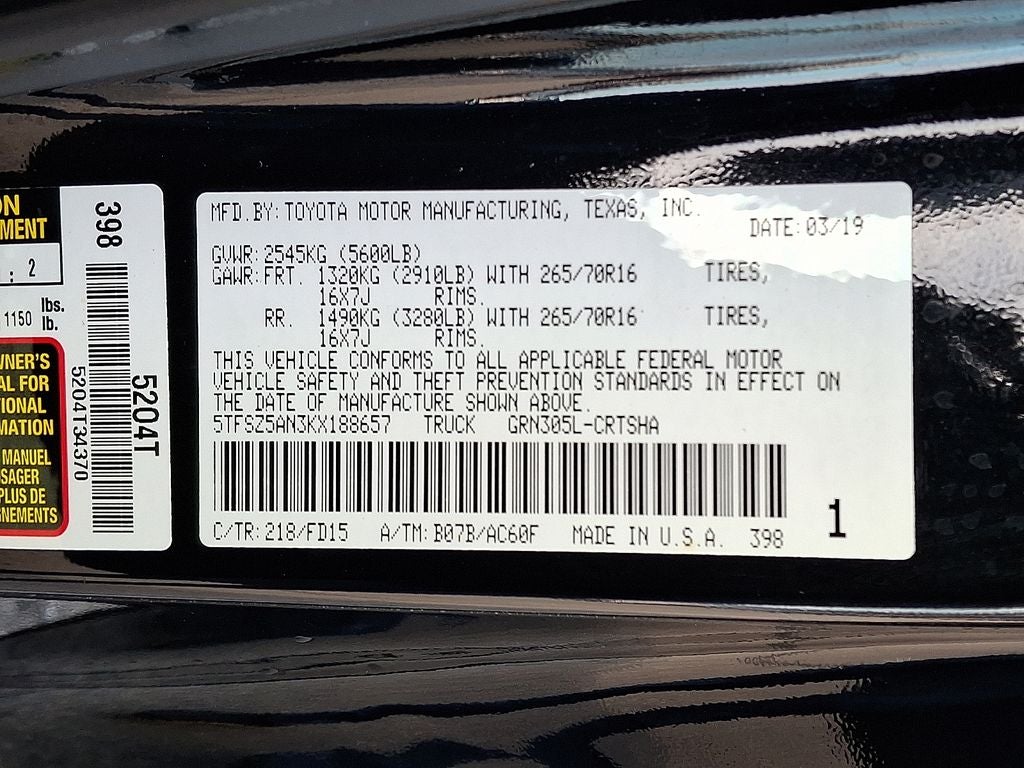 ON
MENT
: 2
1150 lbs.
lb.
WNER'S
AL FOR
IONAL
MATION
MANUEL
SAGER
PLUS DE
GNEMENTS
398
5204T34370
5204T
MFD.BY: TOYOTA MOTOR MANUFACTURING, TEXAS, INC.
DATE: 03/19
GVWR: 2545KG (5600LB)
GAWR: FRT. 1320KG (2910LB) WITH 265/70R16 TIRES,
16X7J RIMS.
RR. 1490KG (3280LB) WITH 265/70R16 TIRES,
16X7J RIMS.
THIS VEHICLE CONFORMS TO ALL APPLICABLE FEDERAL MOTOR
VEHICLE SAFETY AND THEFT PREVENTION STANDARDS IN EFFECT ON
THE DATE OF MANUFACTURE SHOWN ABOVE.
5TFSZ5AN3KX188657 TRUCK GRN305L-CRTSHA
C/TR: 218/FD15 A/TM: B07B/AC60F MADE IN U.S.A. 398
1